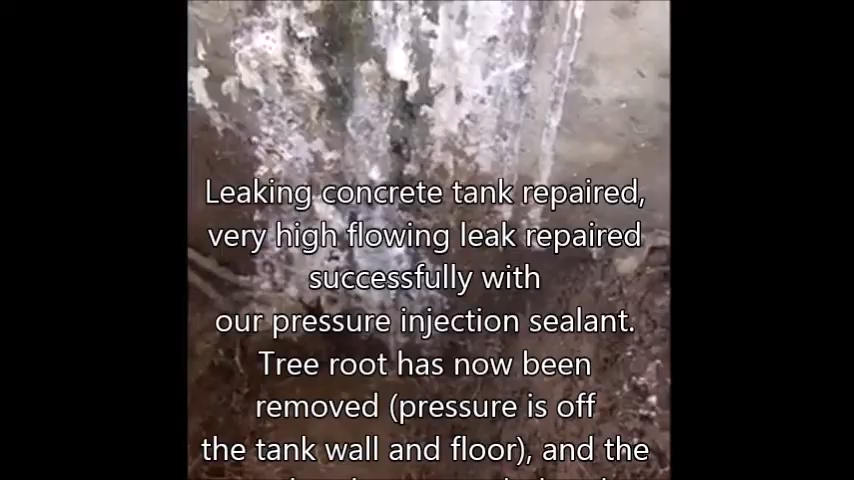 Leaking concrete tank repaired,
very high flowing leak repaired
successfully with
our pressure injection sealant.
Tree root has now been
removed (pressure is off
the tank wall and floor), and the